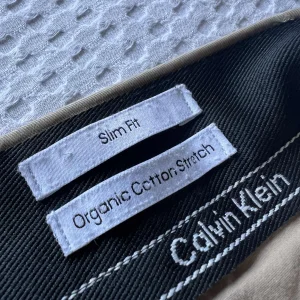 Slim Fit
Organic Cotton Stretch
Calvin Klein